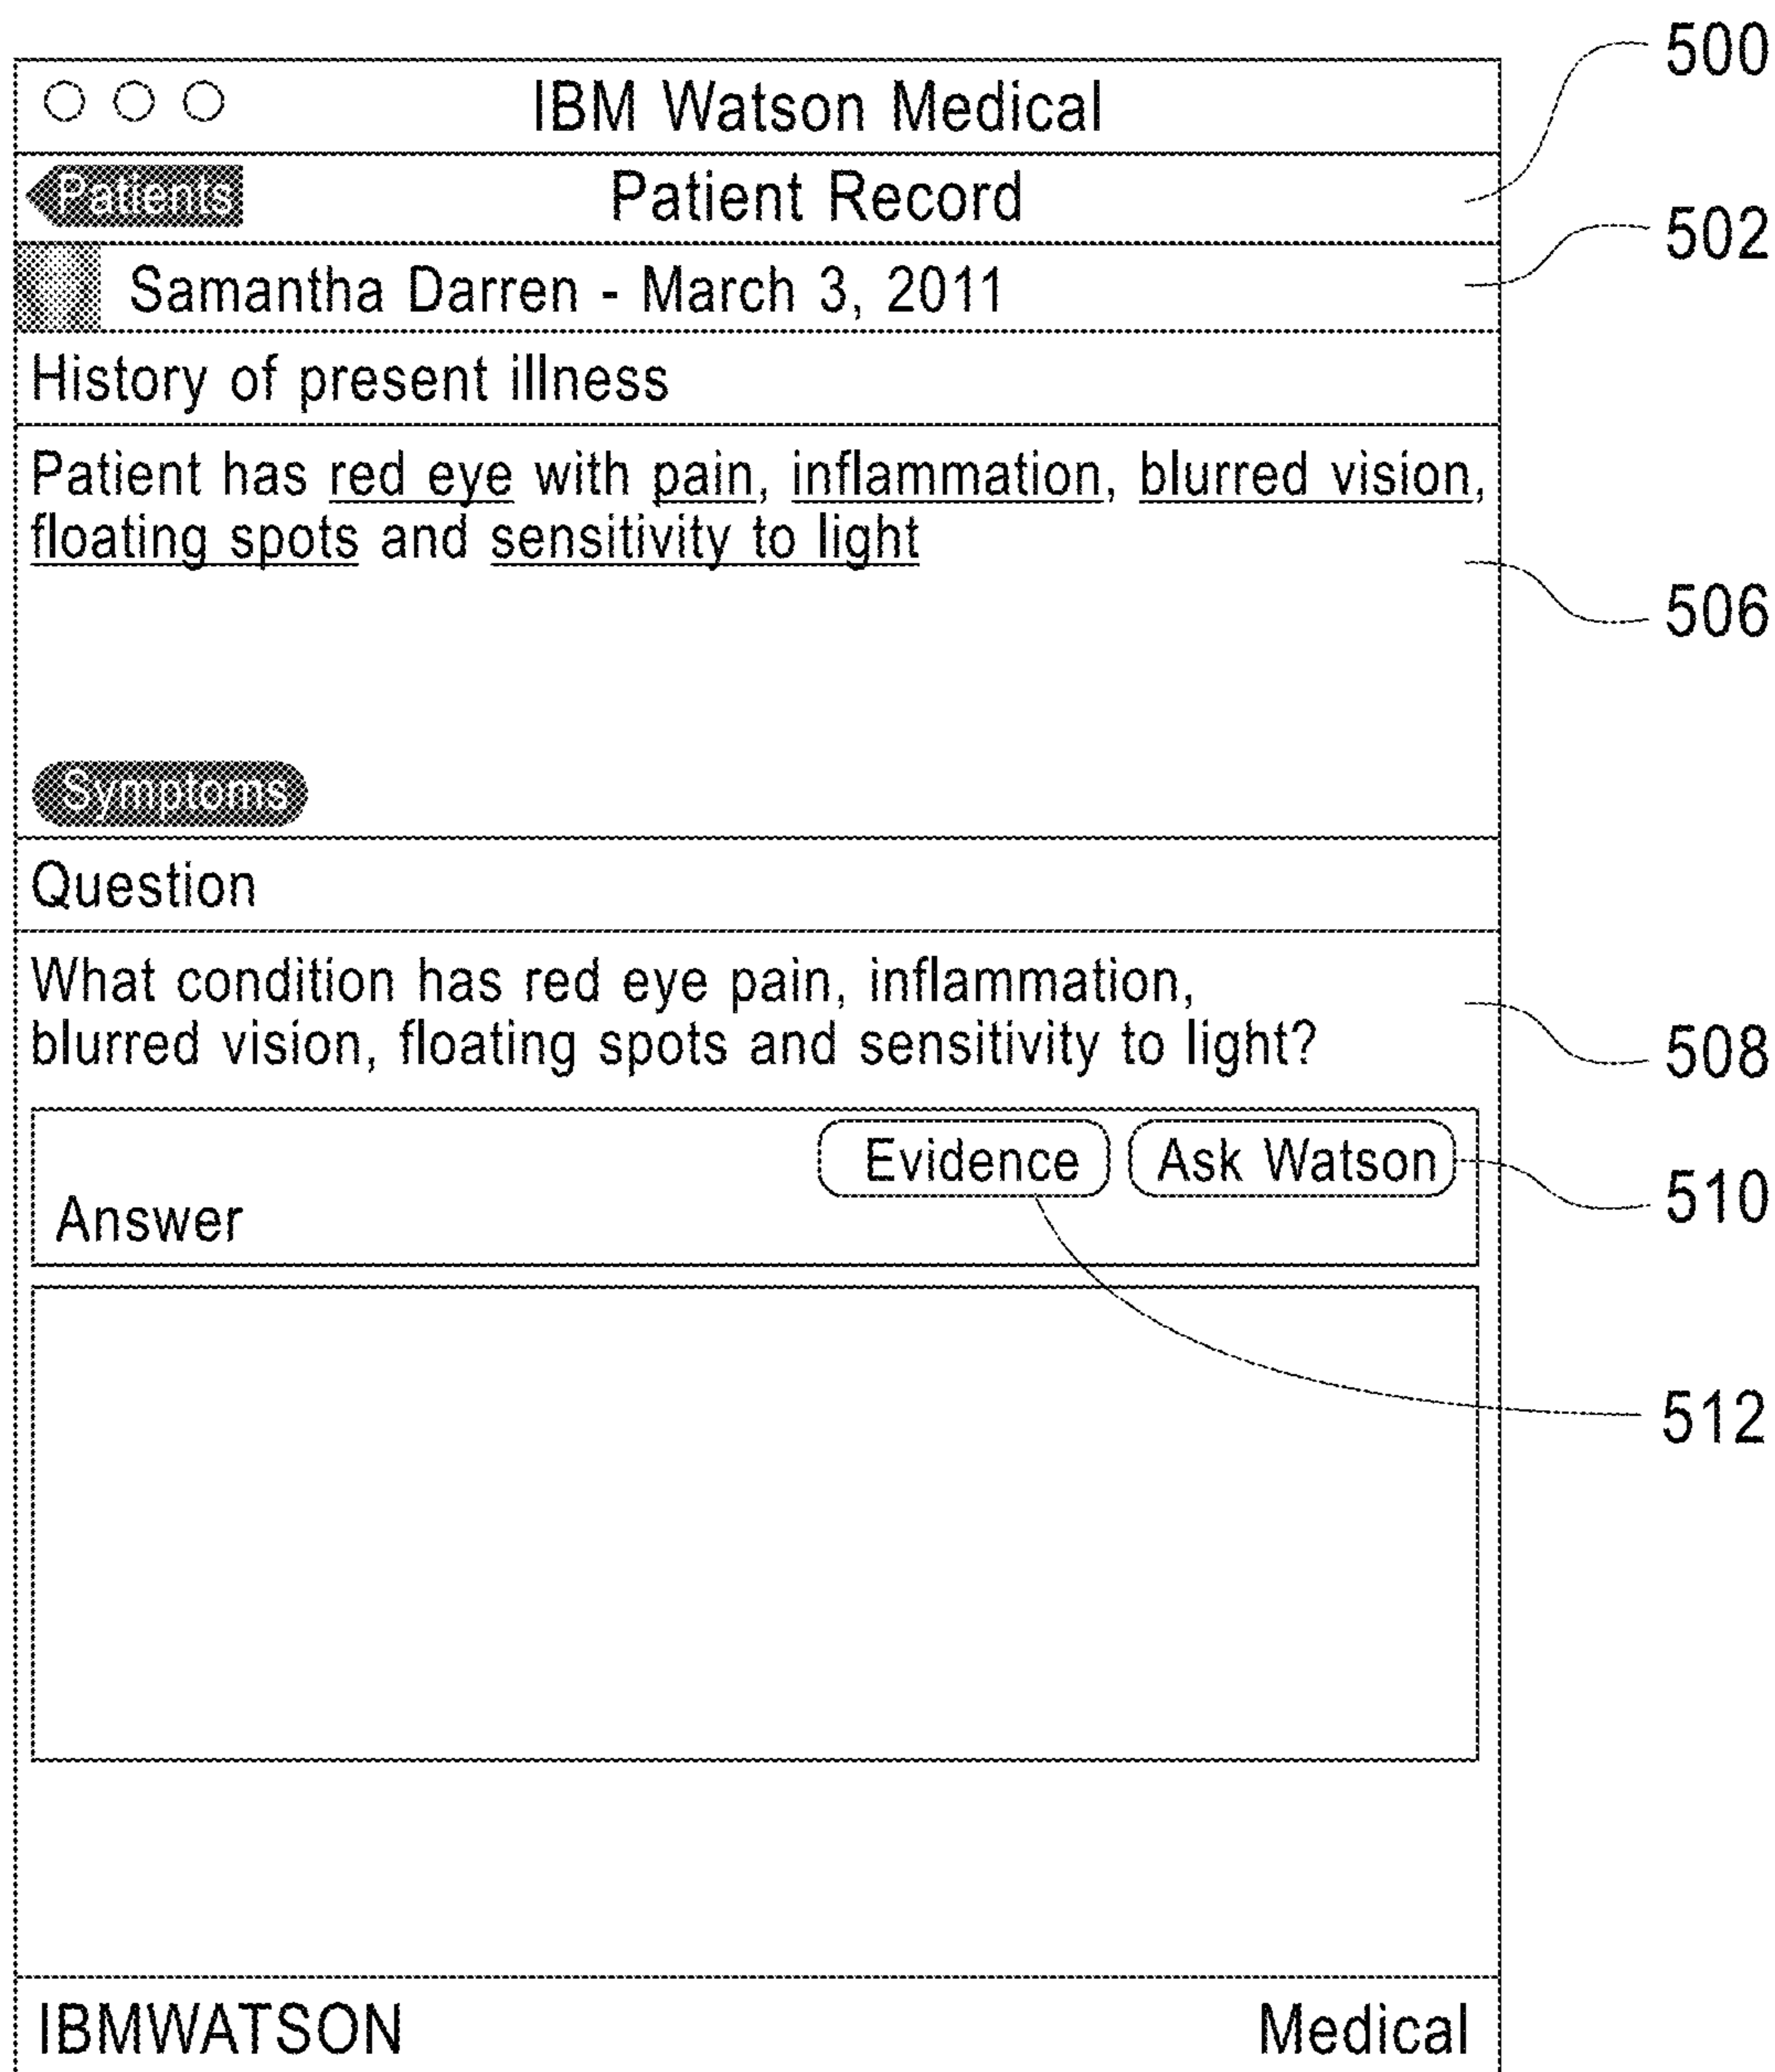 500
IBM Watson Medical
Patients
Patient Record
502
Samantha Darren - March 3, 2011
History of present illness
Patient has red eye with pain, inflammation, blurred vision,
floating spots and sensitivity to light
506
Symptoms
Question
What condition has red eye pain, inflammation,
blurred vision, floating spots and sensitivity to light?
508
Evidence
Ask Watson
510
Answer
512
IBMWATSON
Medical